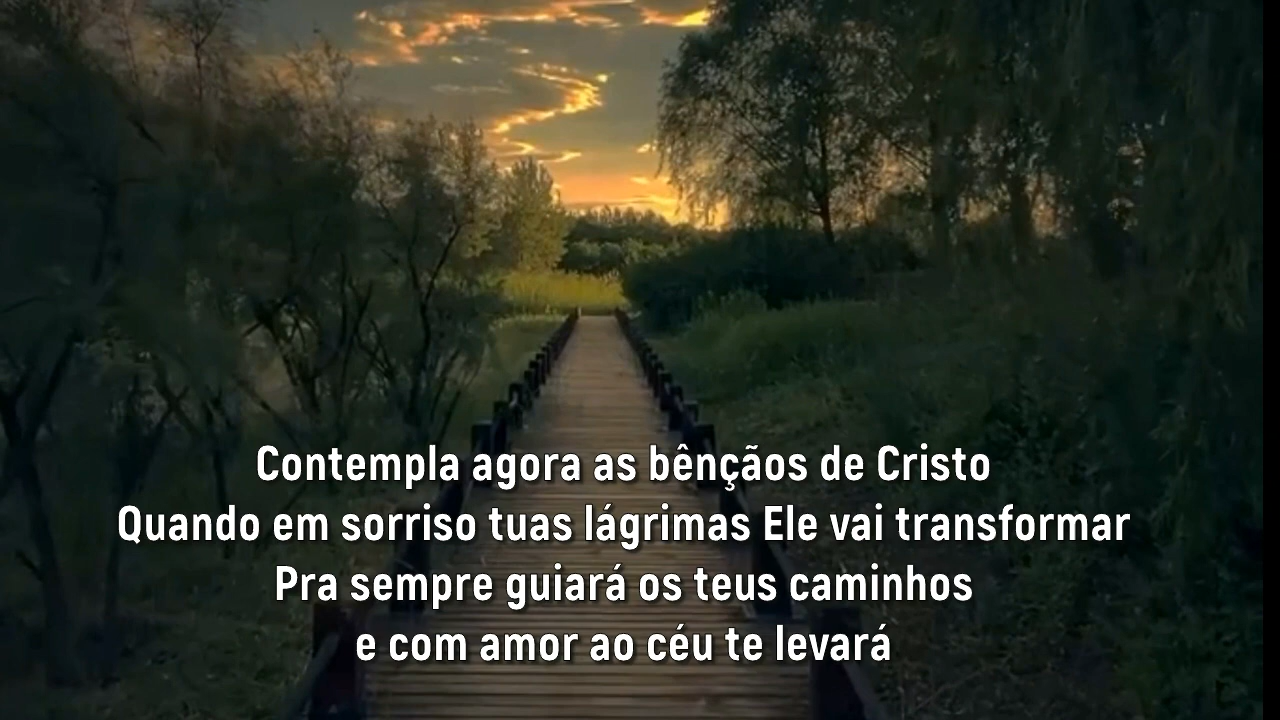 Contempla agora as bênçãos de Cristo
Quando em sorriso tuas lágrimas Ele vai transformar
Pra sempre guiará os teus caminhos
e com amor ao céu te levará